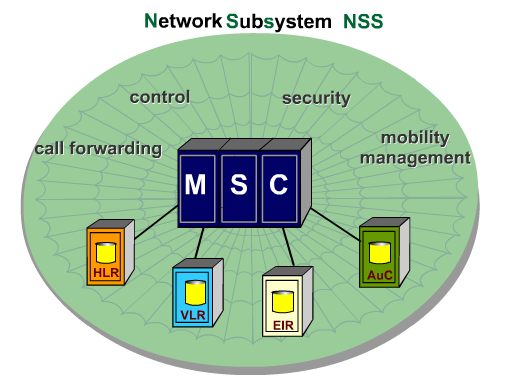 Network Subsystem NSS
control
security
call forwarding
mobility
management
M S C
HLR
VLR
EIR
AuC